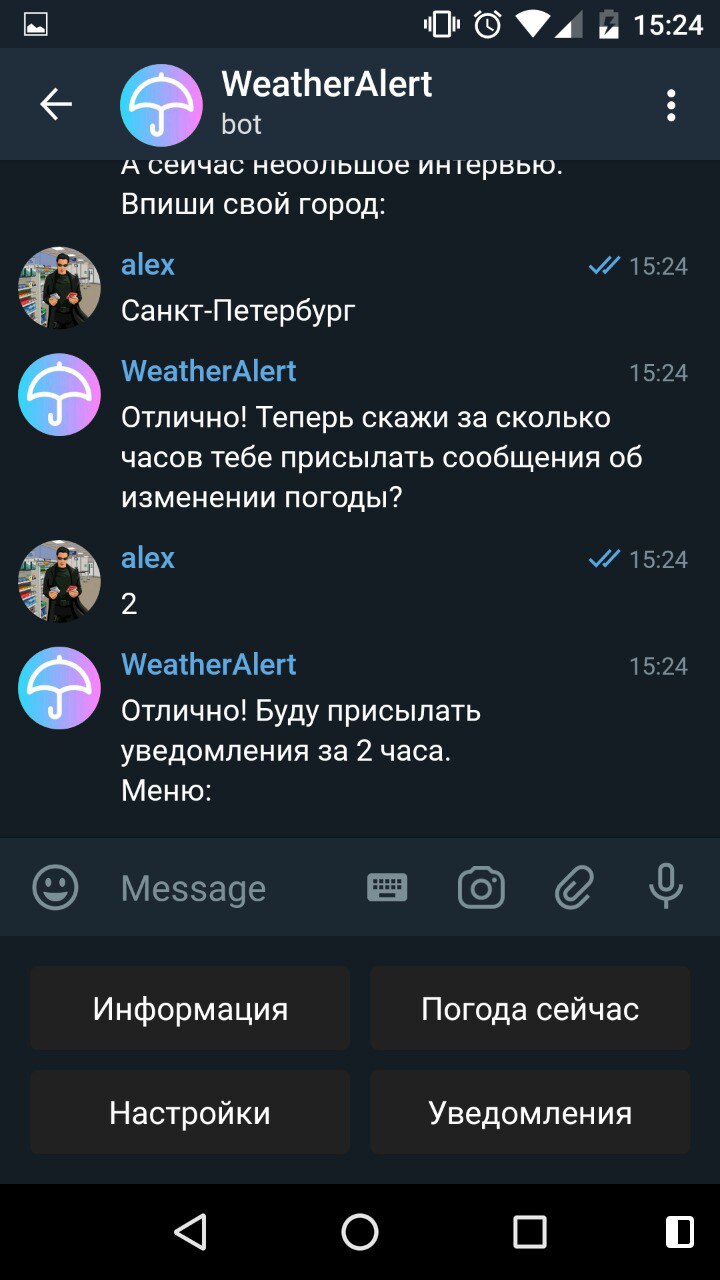 15:24
WeatherAlert
bot
А сейчас небольшое интервью.
Впиши свой город:
alex 15:24
Санкт-Петербург
WeatherAlert 15:24
Отлично! Теперь скажи за сколько
часов тебе присылать сообщения об
изменении погоды?
alex 15:24
2
WeatherAlert 15:24
Отлично! Буду присылать
уведомления за 2 часа.
Меню:
Message
Информация Погода сейчас
Настройки Уведомления